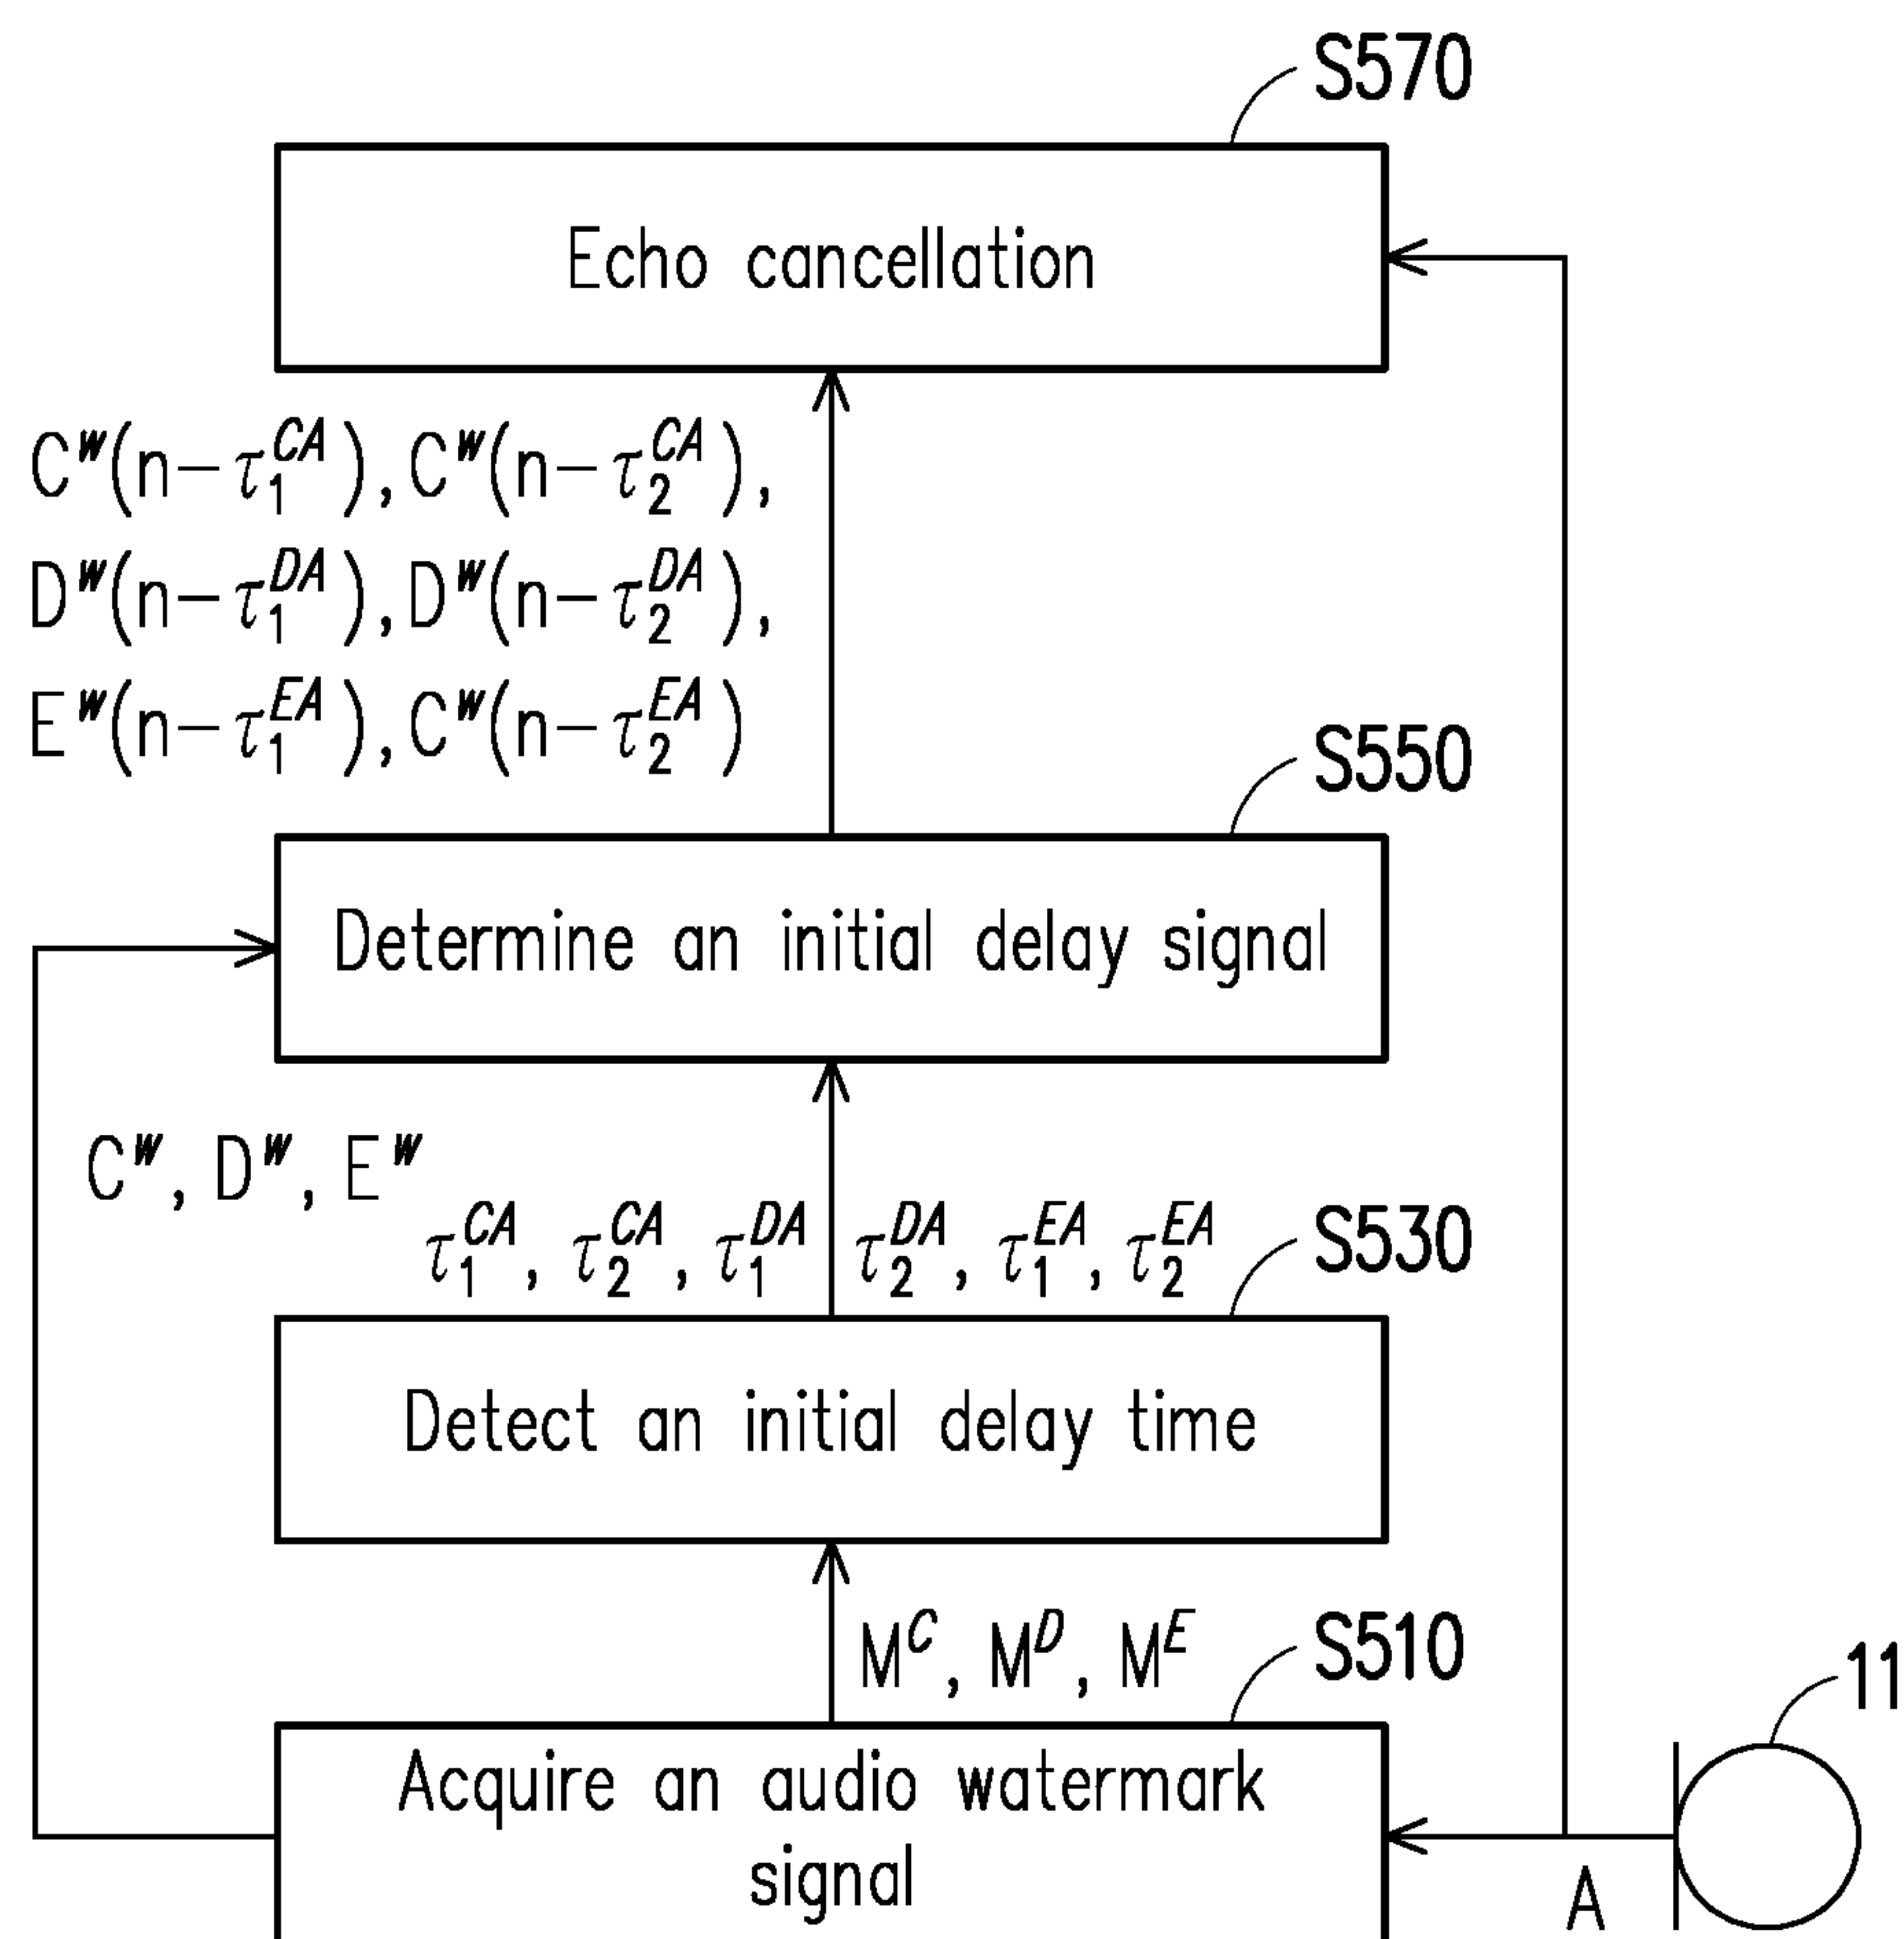 S570
Echo cancellation
C^W(n-τ_1^{CA}),C^W(n-τ_2^{CA}),
D^W(n-τ_1^{DA}),D^W(n-τ_2^{DA}),
E^W(n-τ_1^{EA}),C^W(n-τ_2^{EA})
S550
Determine an initial delay signal
C^W, D^W, E^W
τ_1^{CA}, τ_2^{CA}, τ_1^{DA} τ_2^{DA}, τ_1^{EA}, τ_2^{EA}
S530
Detect an initial delay time
M^C, M^D, M^E
S510
11
Acquire an audio watermark
signal
A